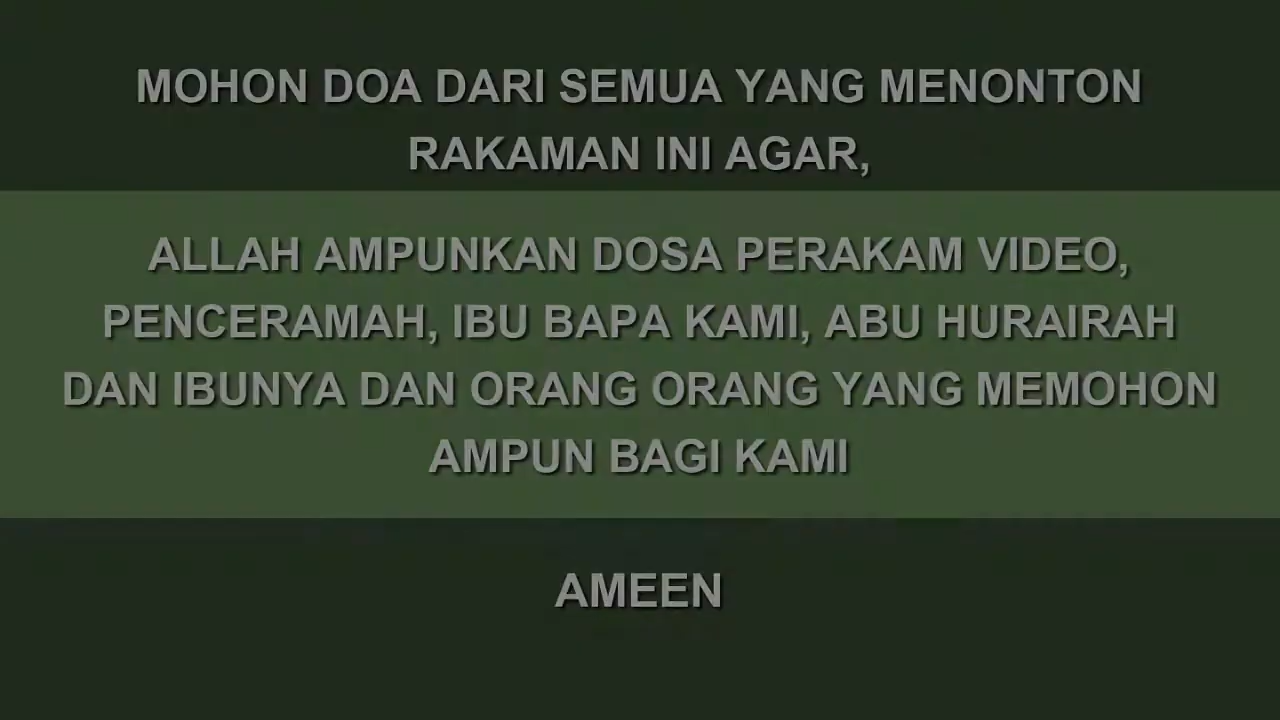 MOHON DOA DARI SEMUA YANG MENONTON
RAKAMAN INI AGAR,
ALLAH AMPUNKAN DOSA PERAKAM VIDEO,
PENCERAMAH, IBU BAPA KAMI, ABU HURAIRAH
DAN IBUNYA DAN ORANG ORANG YANG MEMOHON
AMPUN BAGI KAMI
AMEEN